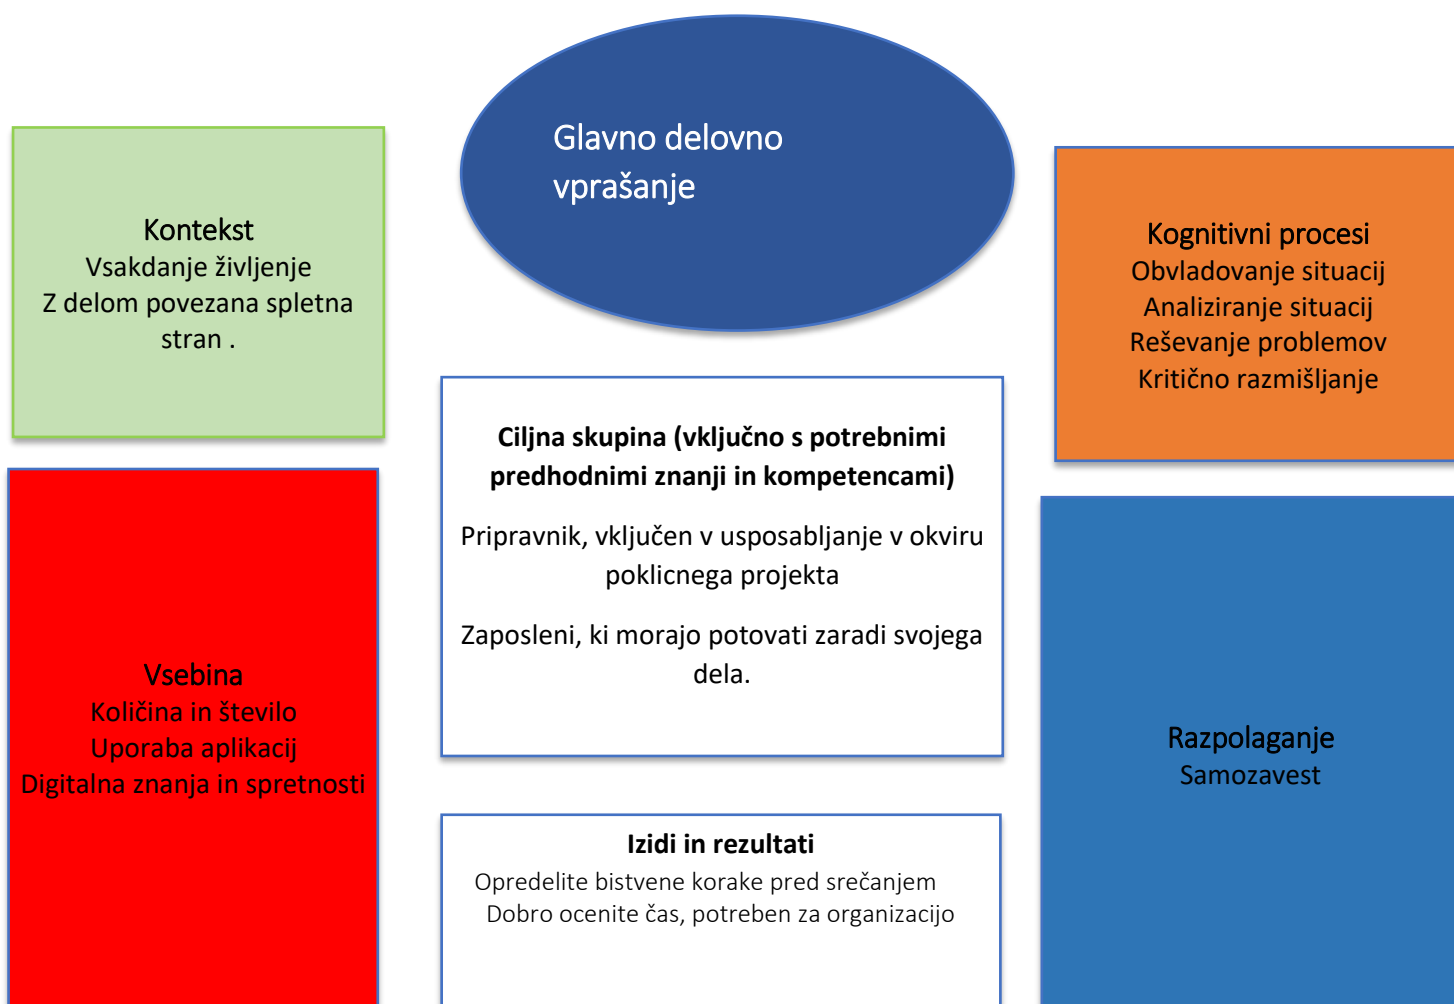 Glavno delovno
vprašanje
Kontekst
Vsakdanje življenje
Z delom povezana spletna
stran .
Kognitivni procesi
Obvladovanje situacij
Analiziranje situacij
Reševanje problemov
Kritično razmišljanje
Ciljna skupina (vključno s potrebnimi
predhodnimi znanji in kompetencami)
Pripravnik, vključen v usposabljanje v okviru
poklicnega projekta
Zaposleni, ki morajo potovati zaradi svojega
dela.
Vsebina
Količina in število
Uporaba aplikacij
Digitalna znanja in spretnosti
Razpolaganje
Samozavest
Izidi in rezultati
Opredelite bistvene korake pred srečanjem
Dobro ocenite čas, potreben za organizacijo